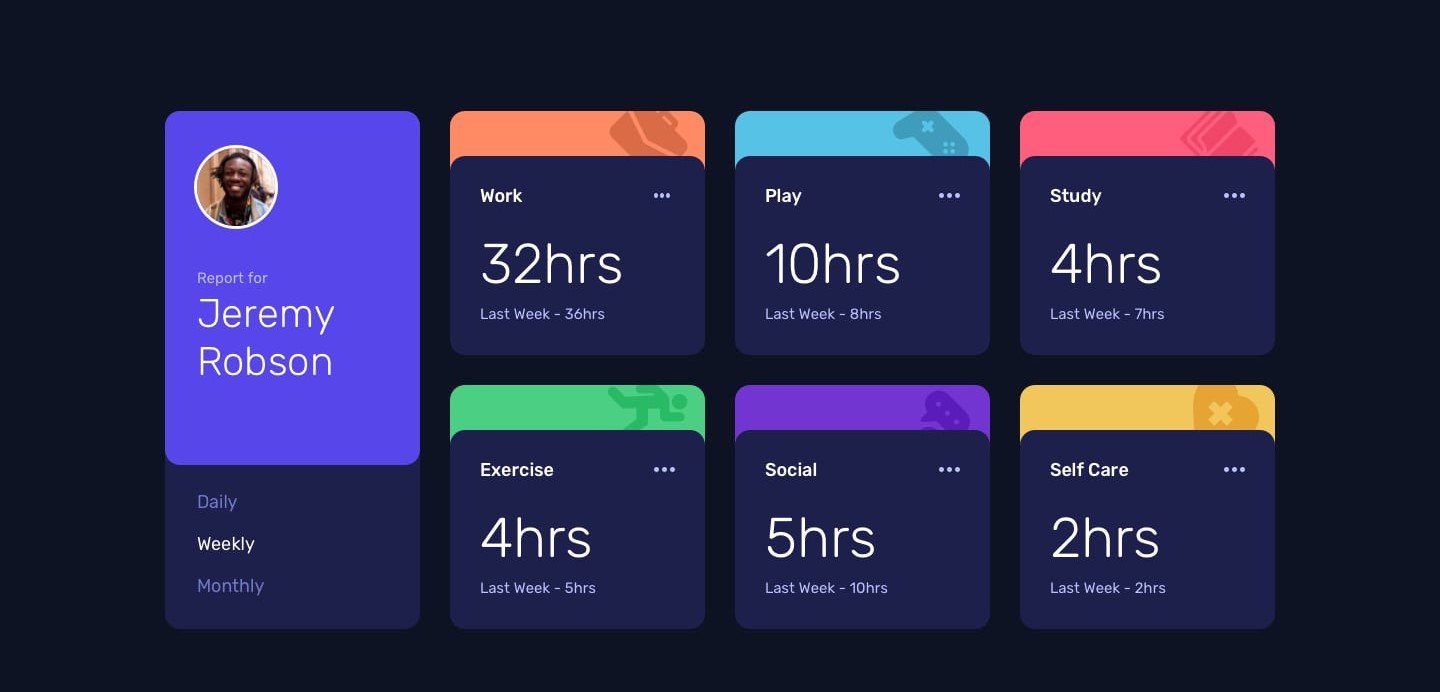 Report for
Jeremy
Robson
Daily
Weekly
Monthly
Work
32hrs
Last Week - 36hrs
Play
10hrs
Last Week - 8hrs
Study
4hrs
Last Week - 7hrs
Exercise
4hrs
Last Week - 5hrs
Social
5hrs
Last Week - 10hrs
Self Care
2hrs
Last Week - 2hrs